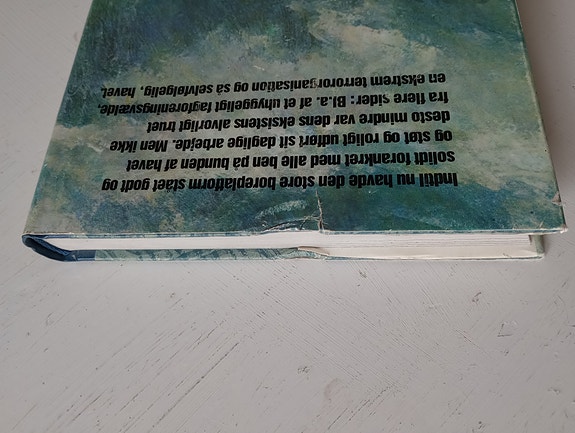 Indtil nu havde den store boreplatform stået godt og
solidt forankret med alle ben på bunden af havet
og støt og roligt udført sit daglige arbejde. Men ikke
desto mindre var dens eksistens alvorligt truet
fra flere sider: Bl.a. af et uhyggeligt fagforeningsvælde,
en ekstrem terrororganisation og så selvfølgelig, havet.